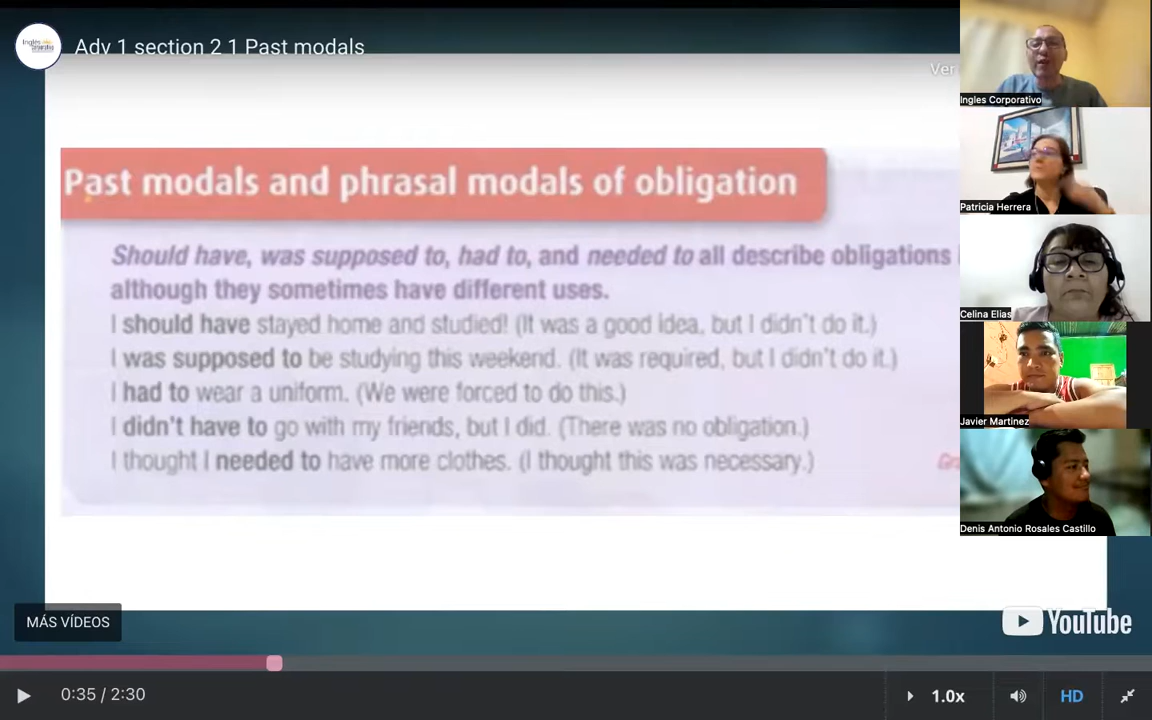 Adv 1 section 2 1 Past modals
Ver
Past modals and phrasal modals of obligation
Should have, was supposed to, had to, and needed to all describe obligations
although they sometimes have different uses.
I should have stayed home and studied! (It was a good idea, but I didn't do it.)
I was supposed to be studying this weekend. (It was required, but I didn't do it.)
I had to wear a uniform. (We were forced to do this.)
I didn't have to go with my friends, but I did. (There was no obligation.)
I thought I needed to have more clothes. (I thought this was necessary.)
Ingles Corporativo
Patricia Herrera
Celina Elias
Javier Martinez
Denis Antonio Rosales Castillo
MÁS VÍDEOS
YouTube
0:35 / 2:30
1.0x
HD